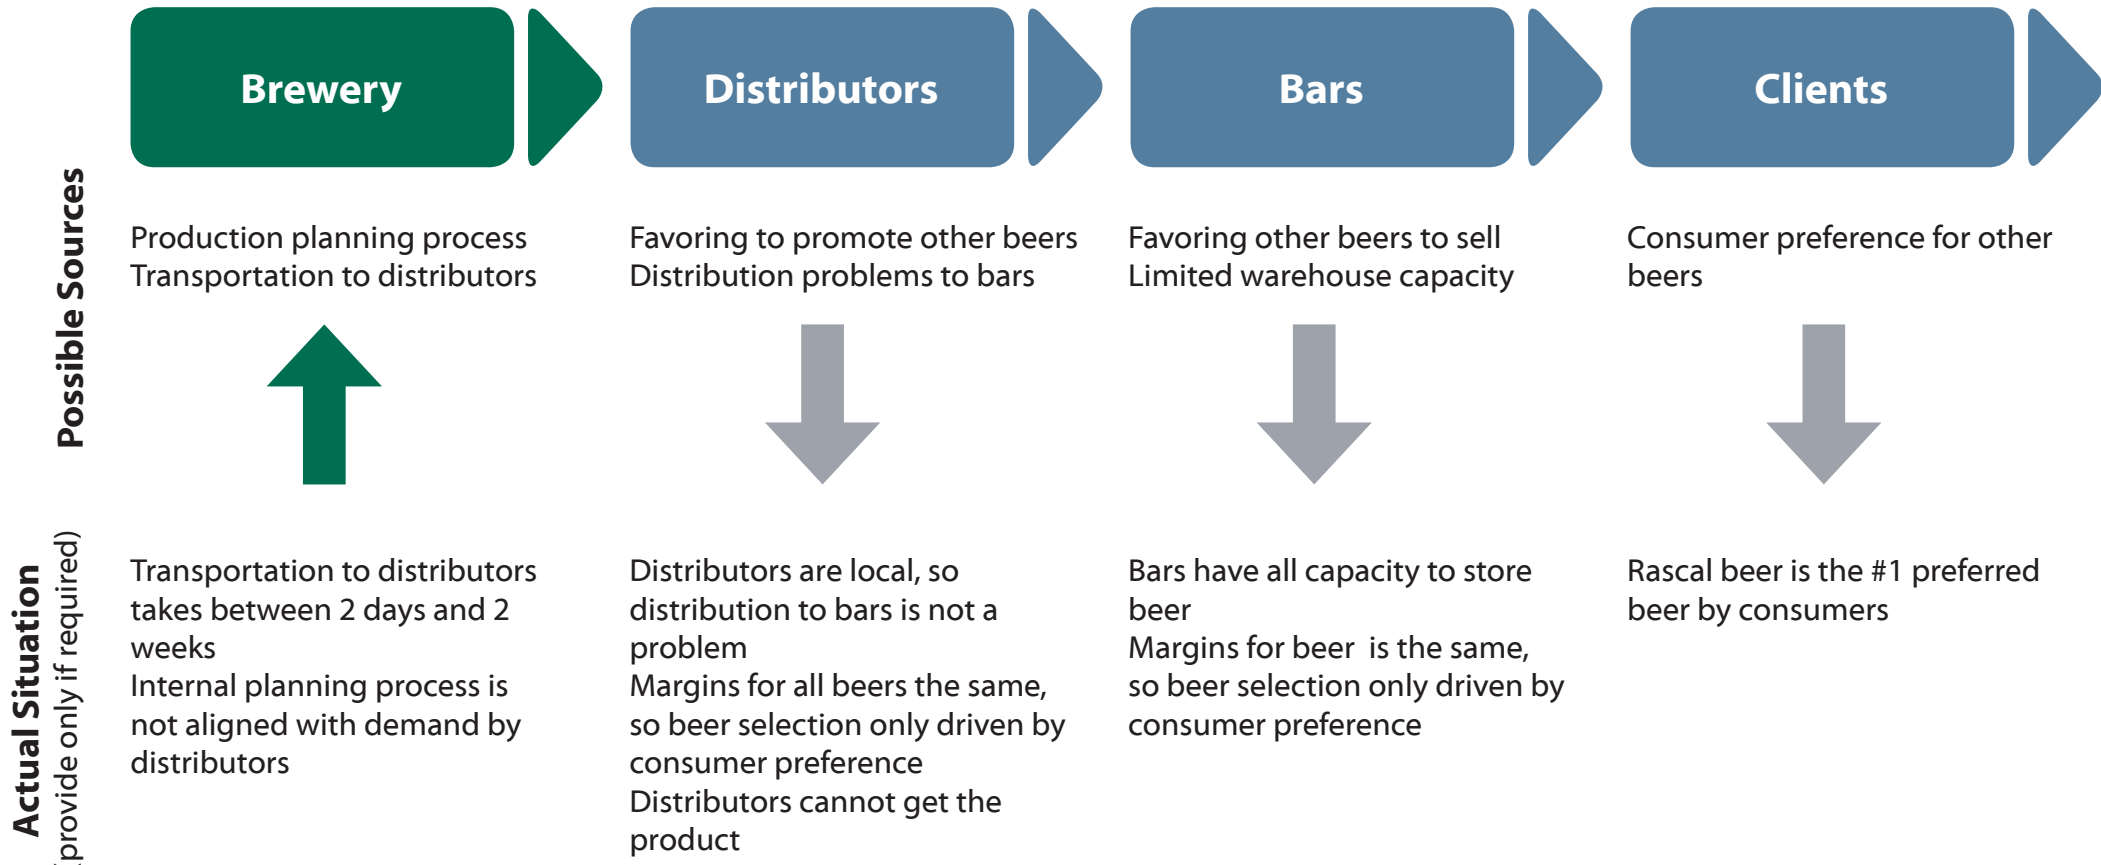 Brewery
Distributors
Bars
Clients
Possible Sources
Production planning process
Transportation to distributors
Favoring to promote other beers
Distribution problems to bars
Favoring other beers to sell
Limited warehouse capacity
Consumer preference for other
beers
Actual Situation
(provide only if required)
Transportation to distributors
takes between 2 days and 2
weeks
Internal planning process is
not aligned with demand by
distributors
Distributors are local, so
distribution to bars is not a
problem
Margins for all beers the same,
so beer selection only driven by
consumer preference
Distributors cannot get the
product
Bars have all capacity to store
beer
Margins for beer  is the same,
so beer selection only driven by
consumer preference
Rascal beer is the #1 preferred
beer by consumers